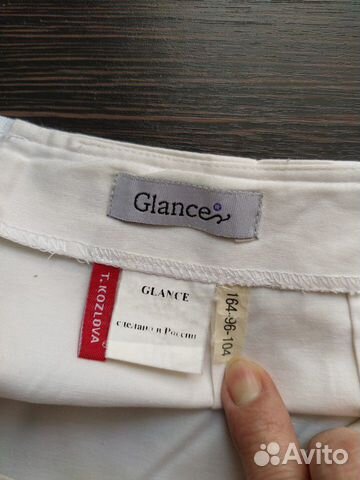 Glance
T. KOZLOVA
GLANCE
сделано в России
164-96-104
Avito